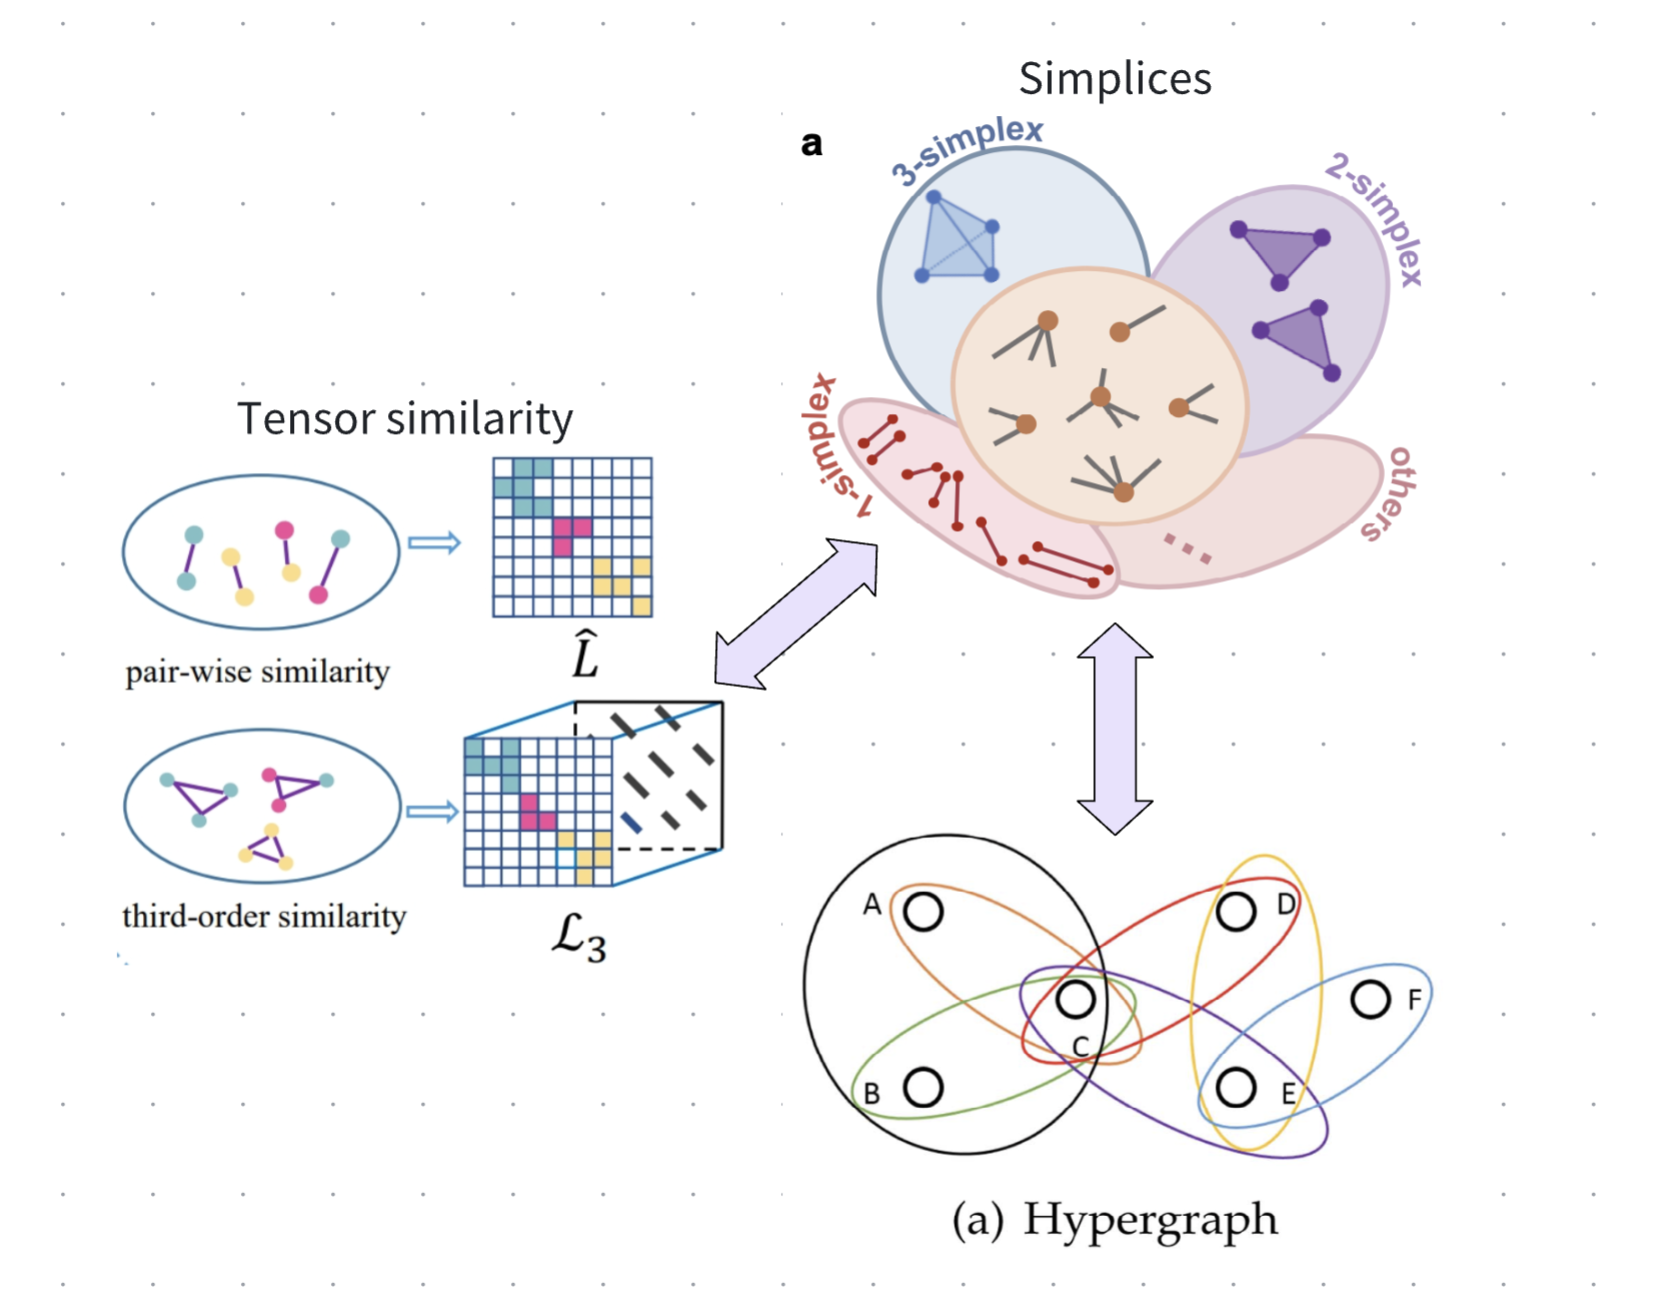 Simplices
a
3-simplex
2-simplex
1-simplex
others
Tensor similarity
pair-wise similarity
L̂
third-order similarity
ℒ₃
A
B
C
D
E
F
(a) Hypergraph